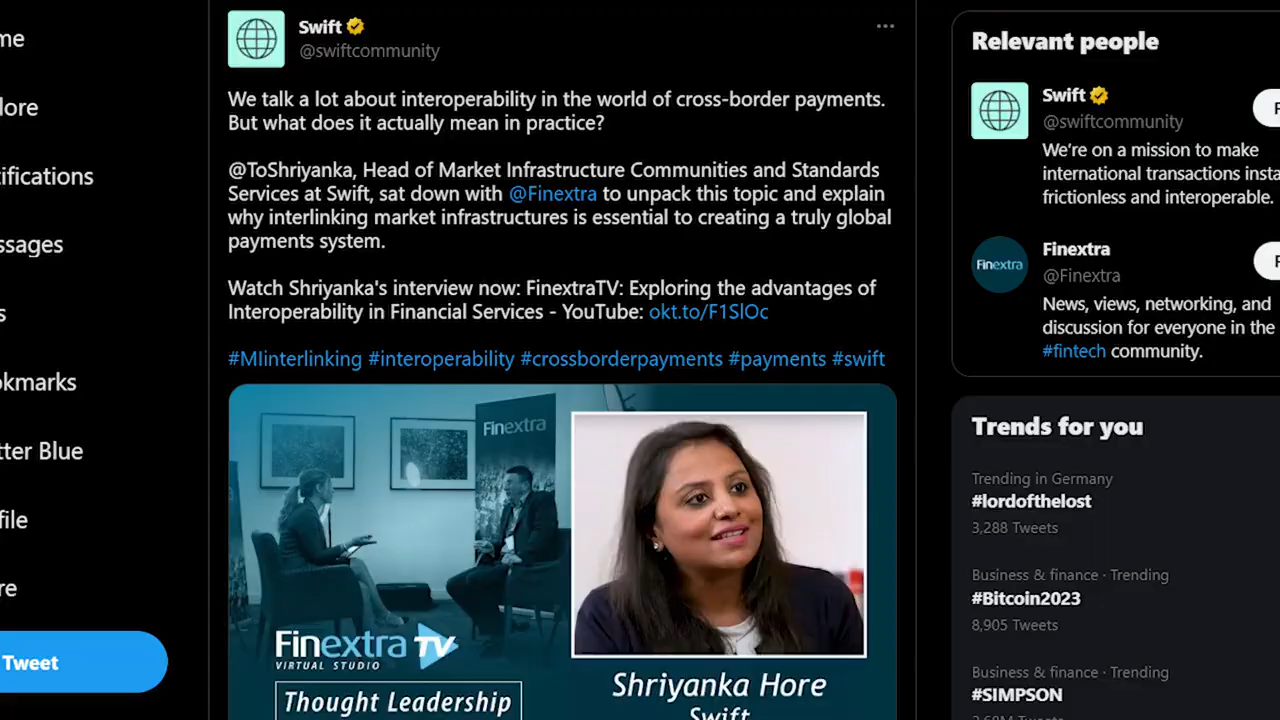 me
lore
ifications
ssages
s
okmarks
tter Blue
file
re
Tweet
Swift
@swiftcommunity
We talk a lot about interoperability in the world of cross-border payments.
But what does it actually mean in practice?
@ToShriyanka, Head of Market Infrastructure Communities and Standards
Services at Swift, sat down with @Finextra to unpack this topic and explain
why interlinking market infrastructures is essential to creating a truly global
payments system.
Watch Shriyanka's interview now: FinextraTV: Exploring the advantages of
Interoperability in Financial Services - YouTube: okt.to/F1SlOc
#MIinterlinking #interoperability #crossborderpayments #payments #swift
Finextra
Finextra TV
VIRTUAL STUDIO
Thought Leadership
Shriyanka Hore
Swift
Relevant people
Swift
@swiftcommunity
F
We're on a mission to make
international transactions insta
frictionless and interoperable.
Finextra
Finextra
@Finextra
F
News, views, networking, and
discussion for everyone in the
#fintech community.
Trends for you
Trending in Germany
#lordofthelost
3,288 Tweets
Business & finance · Trending
#Bitcoin2023
8,905 Tweets
Business & finance · Trending
#SIMPSON